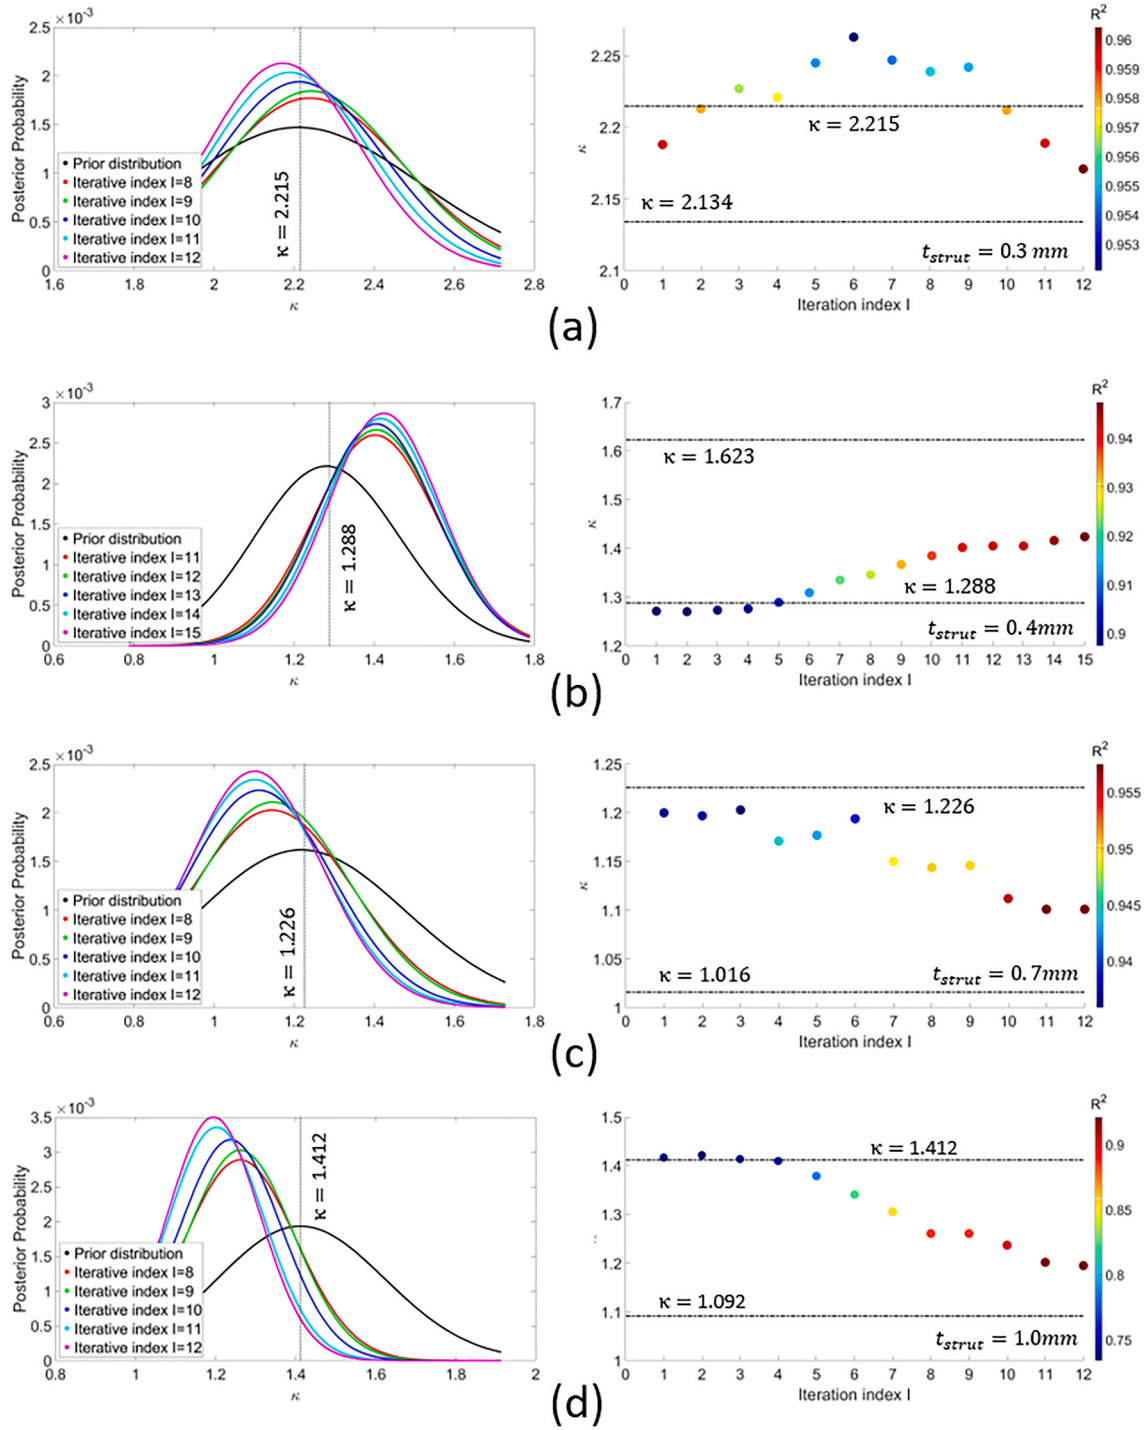 ×10⁻³
2.5
2
1.5
1
0.5
0
Posterior Probability
Prior distribution
Iterative index I=8
Iterative index I=9
Iterative index I=10
Iterative index I=11
Iterative index I=12
κ = 2.215
1.6 1.8 2 2.2 2.4 2.6 2.8
κ
2.25
2.2
2.15
2.1
κ
κ = 2.215
κ = 2.134
t_strut = 0.3 mm
0 1 2 3 4 5 6 7 8 9 10 11 12
Iteration index I
R²
0.96
0.959
0.958
0.957
0.956
0.955
0.954
0.953
(a)
×10⁻³
3
2.5
2
1.5
1
0.5
0
Posterior Probability
Prior distribution
Iterative index I=11
Iterative index I=12
Iterative index I=13
Iterative index I=14
Iterative index I=15
κ = 1.288
0.6 0.8 1 1.2 1.4 1.6 1.8
κ
1.7
1.6
1.5
1.4
1.3
1.2
κ
κ = 1.623
κ = 1.288
t_strut = 0.4mm
0 1 2 3 4 5 6 7 8 9 10 11 12 13 14 15
Iteration index I
R²
0.94
0.93
0.92
0.91
0.9
(b)
×10⁻³
2.5
2
1.5
1
0.5
0
Posterior Probability
Prior distribution
Iterative index I=8
Iterative index I=9
Iterative index I=10
Iterative index I=11
Iterative index I=12
κ = 1.226
0.6 0.8 1 1.2 1.4 1.6 1.8
κ
1.25
1.2
1.15
1.1
1.05
1
κ
κ = 1.226
κ = 1.016
t_strut = 0.7mm
0 1 2 3 4 5 6 7 8 9 10 11 12
Iteration index I
R²
0.955
0.95
0.945
0.94
(c)
×10⁻³
3.5
3
2.5
2
1.5
1
0.5
0
Posterior Probability
Prior distribution
Iterative index I=8
Iterative index I=9
Iterative index I=10
Iterative index I=11
Iterative index I=12
κ = 1.412
0.8 1 1.2 1.4 1.6 1.8 2
κ
1.5
1.4
1.3
1.2
1.1
1
κ = 1.412
κ = 1.092
t_strut = 1.0mm
0 1 2 3 4 5 6 7 8 9 10 11 12
Iteration index I
R²
0.9
0.85
0.8
0.75
(d)